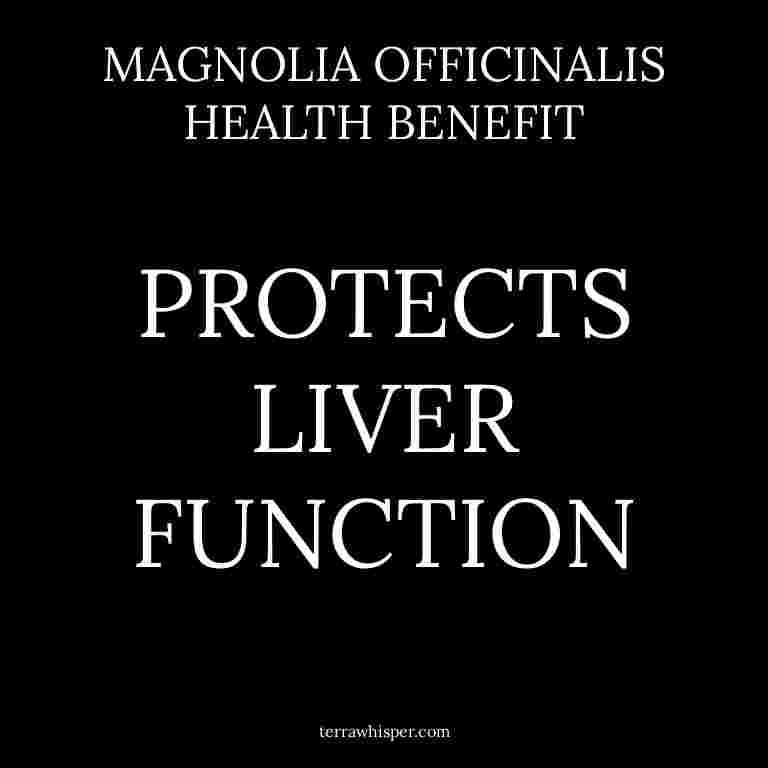 MAGNOLIA OFFICINALIS
HEALTH BENEFIT
PROTECTS
LIVER
FUNCTION
terrawhisper.com